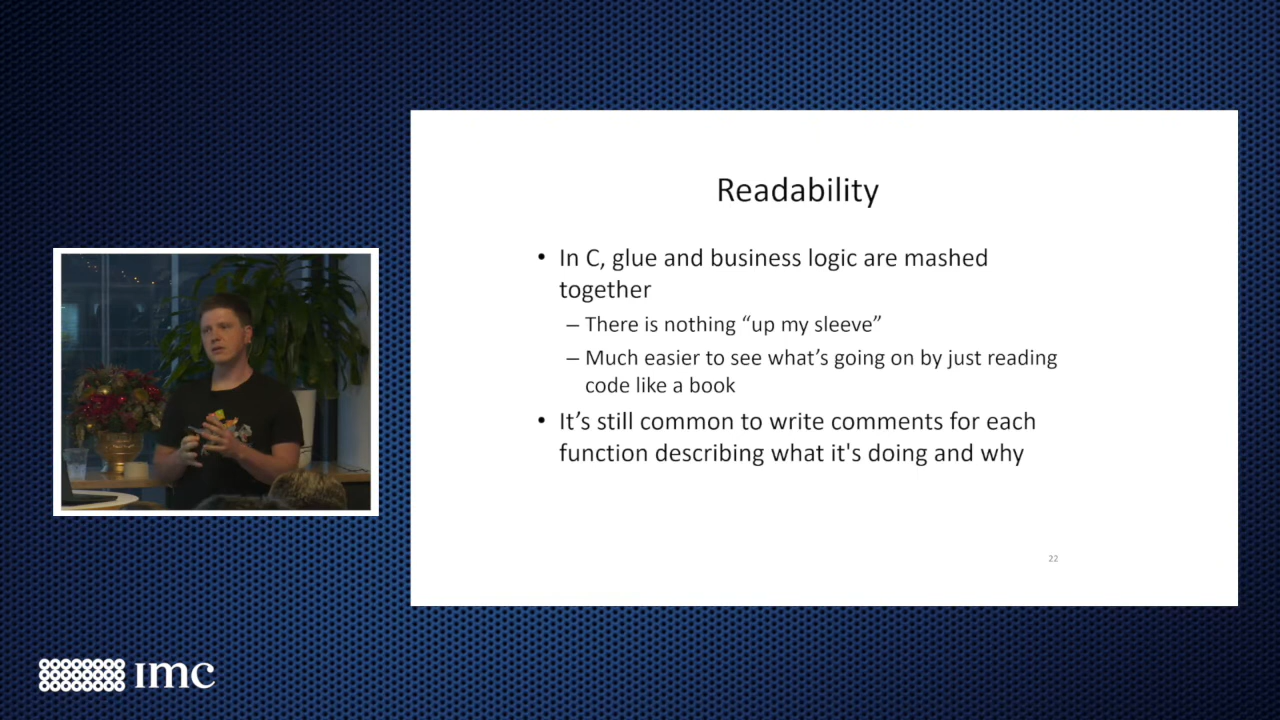 Readability
• In C, glue and business logic are mashed
together
– There is nothing “up my sleeve”
– Much easier to see what’s going on by just reading
code like a book
• It’s still common to write comments for each
function describing what it's doing and why
22
imc